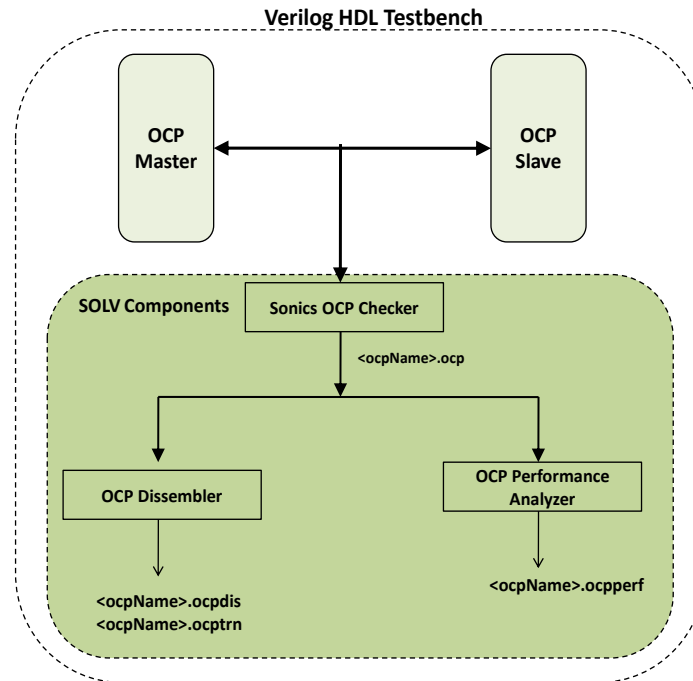 Verilog HDL Testbench
OCP
Master
OCP
Slave
SOLV Components
Sonics OCP Checker
<ocpName>.ocp
OCP Dissembler
OCP Performance
Analyzer
<ocpName>.ocpdis
<ocpName>.ocptrn
<ocpName>.ocpperf